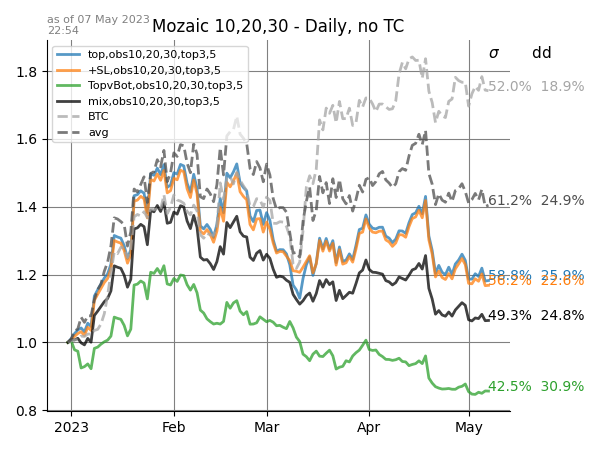 as of 07 May 2023
22:54
Mozaic 10,20,30 - Daily, no TC
σ dd
top,obs10,20,30,top3,5
+SL,obs10,20,30,top3,5
TopvBot,obs10,20,30,top3,5
mix,obs10,20,30,top3,5
BTC
avg
1.8
1.6
1.4
1.2
1.0
0.8
52.0% 18.9%
61.2% 24.9%
58.8% 25.9%
56.2% 22.6%
49.3% 24.8%
42.5% 30.9%
2023 Feb Mar Apr May